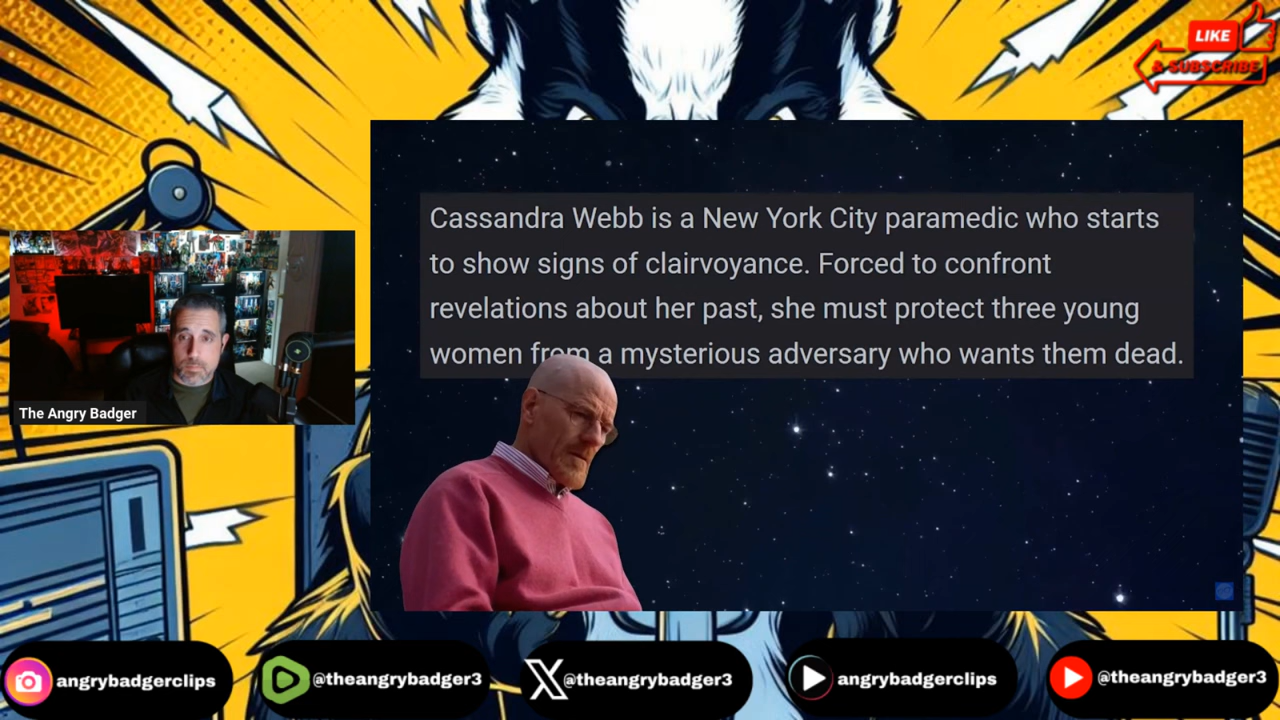 LIKE
& SUBSCRIBE
Cassandra Webb is a New York City paramedic who starts
to show signs of clairvoyance. Forced to confront
revelations about her past, she must protect three young
women from a mysterious adversary who wants them dead.
The Angry Badger
angrybadgerclips
@theangrybadger3
@theangrybadger3
angrybadgerclips
@theangrybadger3